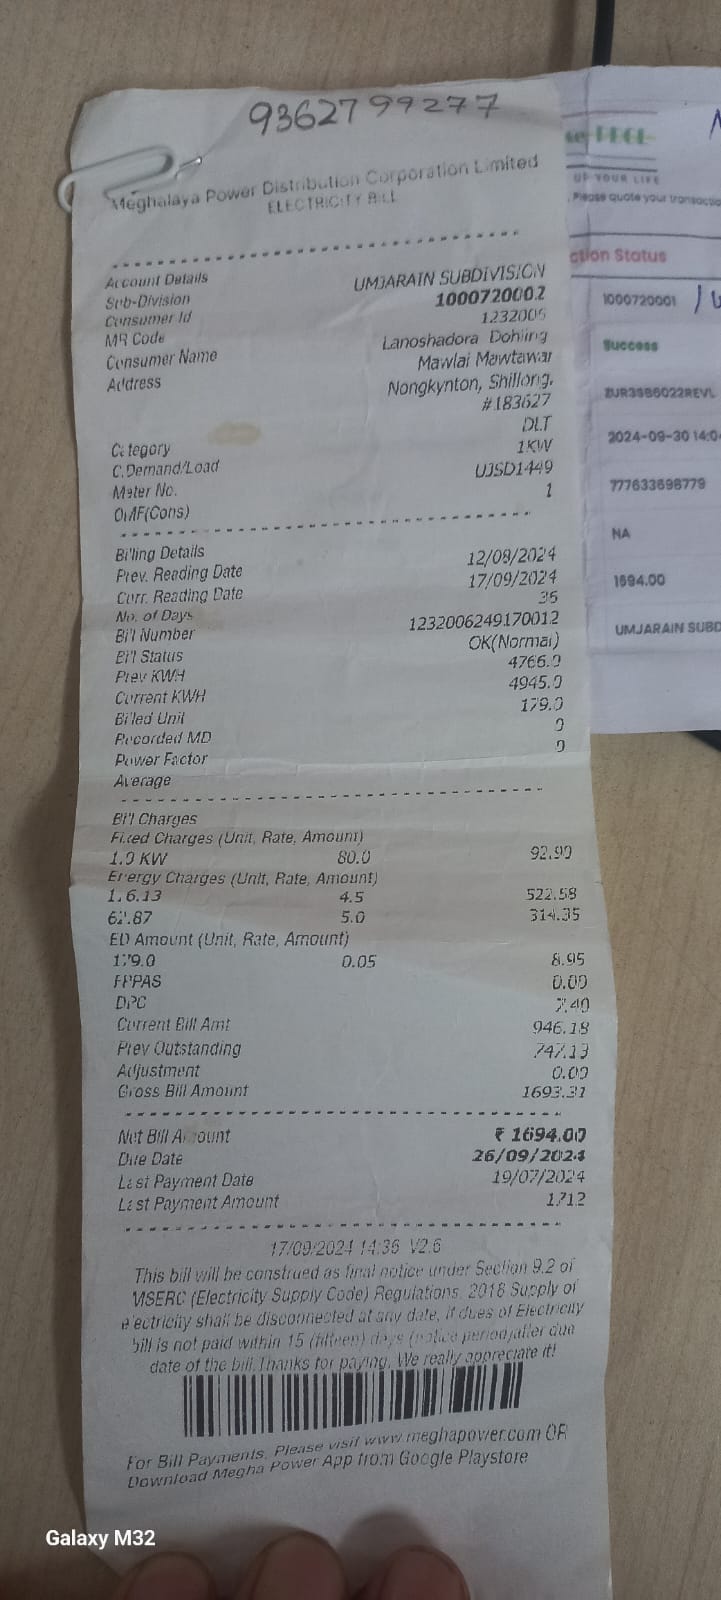 9362799277
Meghalaya Power Distribution Corporation Limited
ELECTRICITY BILL
Account Details
Sub-Division UMJARAIN SUBDIVISION
Consumer Id 1000720002
MR Code 1232006
Consumer Name Lanoshadora Dohling
Address Mawlai Mawtawar
Nongkynton, Shillong,
#183627
Category DLT
C.Demand/Load 1KW
Meter No. UJSD1449
OMF(Cons) 1
Billing Details
Prev. Reading Date 12/08/2024
Curr. Reading Date 17/09/2024
No. of Days 36
Bill Number 1232006249170012
Bill Status OK(Normal)
Prev KWH 4766.0
Current KWH 4945.0
Billed Unit 179.0
Recorded MD 0
Power Factor 0
Average
Bill Charges
Fixed Charges (Unit, Rate, Amount)
1.0 KW 80.0 92.90
Energy Charges (Unit, Rate, Amount)
116.13 4.5 522.58
62.87 5.0 314.35
ED Amount (Unit, Rate, Amount)
179.0 0.05 8.95
FPPAS 0.00
DPC 7.40
Current Bill Amt 946.18
Prev Outstanding 747.13
Adjustment 0.00
Gross Bill Amount 1693.31
Net Bill Amount ₹ 1694.00
Due Date 26/09/2024
Last Payment Date 19/07/2024
Last Payment Amount 1712
17/09/2024 14:36 V2.6
This bill will be construed as final notice under Section 9.2 of
MSERC (Electricity Supply Code) Regulations, 2018 Supply of
electricity shall be disconnected at any date, if dues of Electricity
bill is not paid within 15 (fifteen) days (notice period)after due
date of the bill.Thanks for paying, We really appreciate it!
For Bill Payments, Please visit www.meghapower.com OR
Download Megha Power App from Google Playstore
UP YOUR LIFE
Please quote your
Status
1000720001
Success
2024-09-30 14:0
777633698779
NA
1694.00
UMJARAIN
Galaxy M32